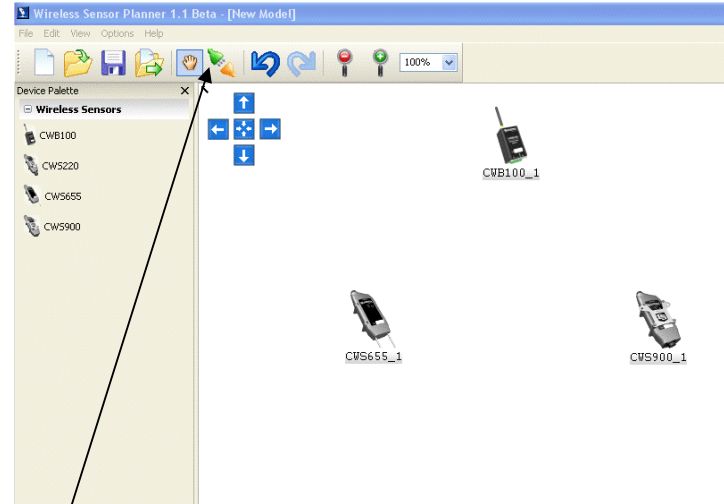 Wireless Sensor Planner 1.1 Beta - [New Model]
File Edit View Options Help
100%
Device Palette
Wireless Sensors
CWB100
CWS220
CWS655
CWS900
CWB100_1
CWS655_1
CWS900_1